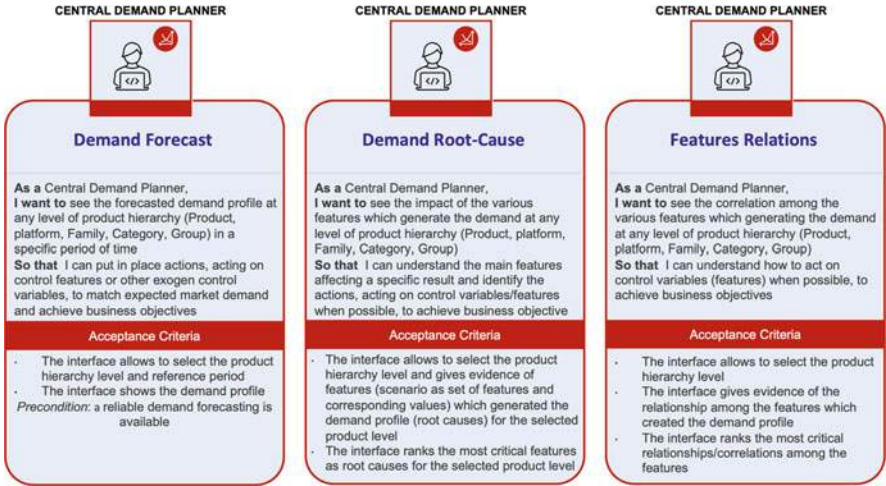 CENTRAL DEMAND PLANNER
</>
Demand Forecast
As a Central Demand Planner,
I want to see the forecasted demand profile at
any level of product hierarchy (Product,
platform, Family, Category, Group) in a
specific period of time
So that I can put in place actions, acting on
control features or other exogen control
variables, to match expected market demand
and achieve business objectives
Acceptance Criteria
· The interface allows to select the product
hierarchy level and reference period
· The interface shows the demand profile
Precondition: a reliable demand forecasting is
available
CENTRAL DEMAND PLANNER
</>
Demand Root-Cause
As a Central Demand Planner,
I want to see the impact of the various
features which generate the demand at any
level of product hierarchy (Product, platform,
Family, Category, Group)
So that I can understand the main features
affecting a specific result and identify the
actions, acting on control variables/features
when possible, to achieve business objective
Acceptance Criteria
· The interface allows to select the product
hierarchy level and gives evidence of
features (scenario as set of features and
corresponding values) which generated the
demand profile (root causes) for the selected
product level
· The interface ranks the most critical features
as root causes for the selected product level
CENTRAL DEMAND PLANNER
</>
Features Relations
As a Central Demand Planner,
I want to see the correlation among the
various features which generating the demand
at any level of product hierarchy (Product,
platform, Family, Category, Group)
So that I can understand how to act on
control variables (features) when possible, to
achieve business objectives
Acceptance Criteria
· The interface allows to select the product
hierarchy level
· The interface gives evidence of the
relationship among the features which
created the demand profile
· The interface ranks the most critical
relationships/correlations among the
features